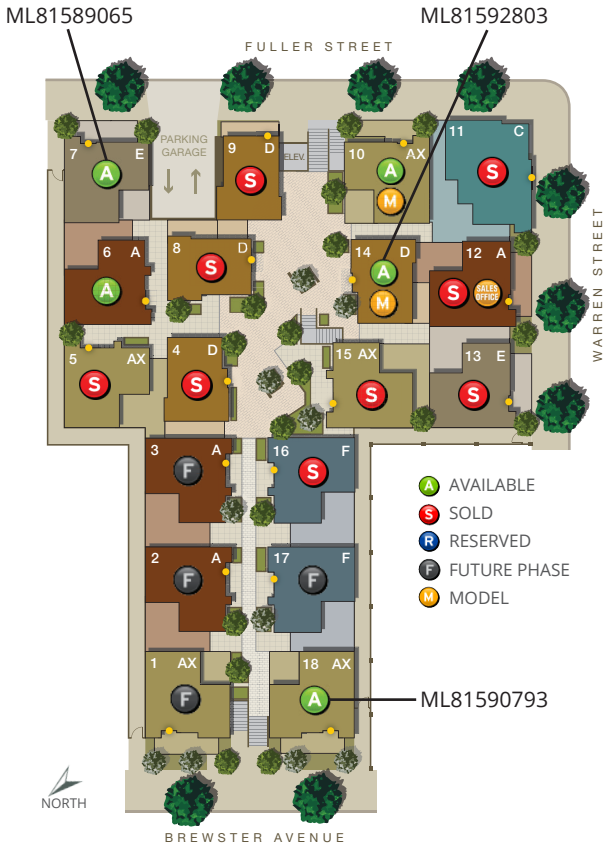 ML81589065
ML81592803
FULLER STREET
PARKING
GARAGE
7 E
A
9 D
S
ELEV.
10 AX
A
M
11 C
S
6 A
A
8 D
S
14 D
A
M
12 A
S
SALES
OFFICE
WARREN STREET
5 AX
S
4 D
S
15 AX
S
13 E
S
3 A
F
16 F
S
2 A
F
17 F
F
1 AX
F
18 AX
A
A AVAILABLE
S SOLD
R RESERVED
F FUTURE PHASE
M MODEL
ML81590793
NORTH
BREWSTER AVENUE